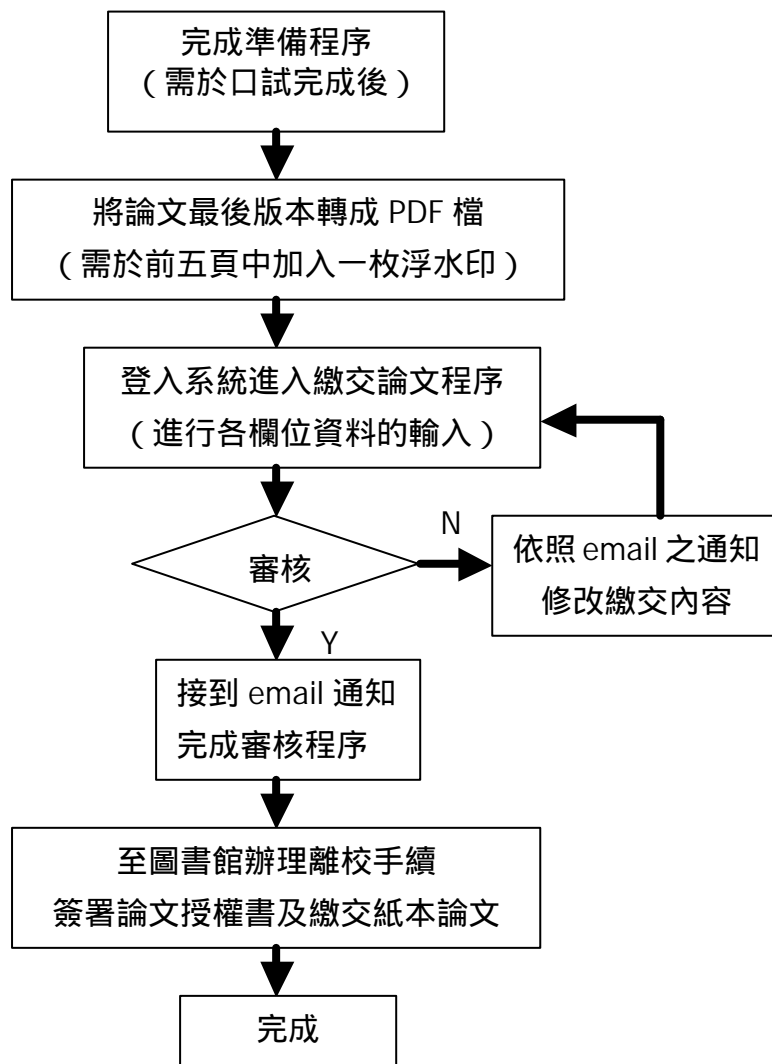 完成準備程序
（需於口試完成後）
將論文最後版本轉成 PDF 檔
（需於前五頁中加入一枚浮水印）
登入系統進入繳交論文程序
（進行各欄位資料的輸入）
審核
N
依照 email 之通知
修改繳交內容
Y
接到 email 通知
完成審核程序
至圖書館辦理離校手續
簽署論文授權書及繳交紙本論文
完成